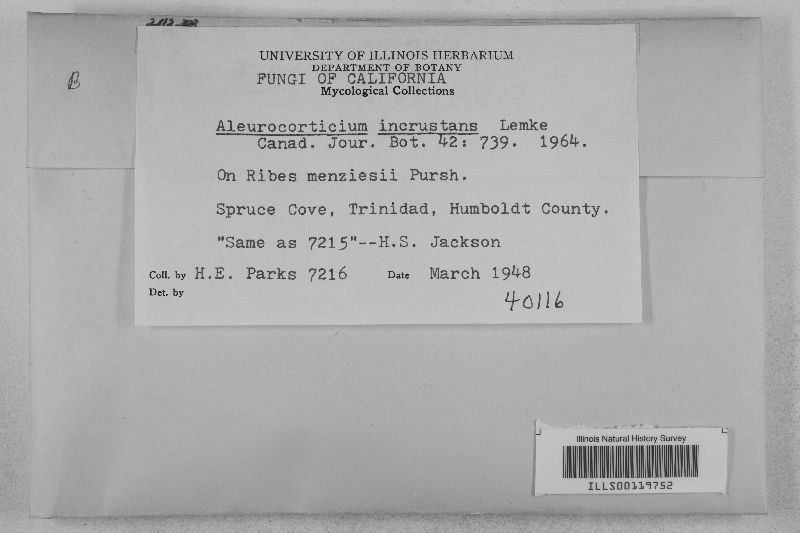 B
UNIVERSITY OF ILLINOIS HERBARIUM
DEPARTMENT OF BOTANY
FUNGI OF CALIFORNIA
Mycological Collections
Aleurocorticium incrustans Lemke
Canad. Jour. Bot. 42: 739. 1964.
On Ribes menziesii Pursh.
Spruce Cove, Trinidad, Humboldt County.
"Same as 7215"--H.S. Jackson
Coll. by H.E. Parks 7216 Date March 1948
Det. by
40116
Illinois Natural History Survey
ILLS00119752